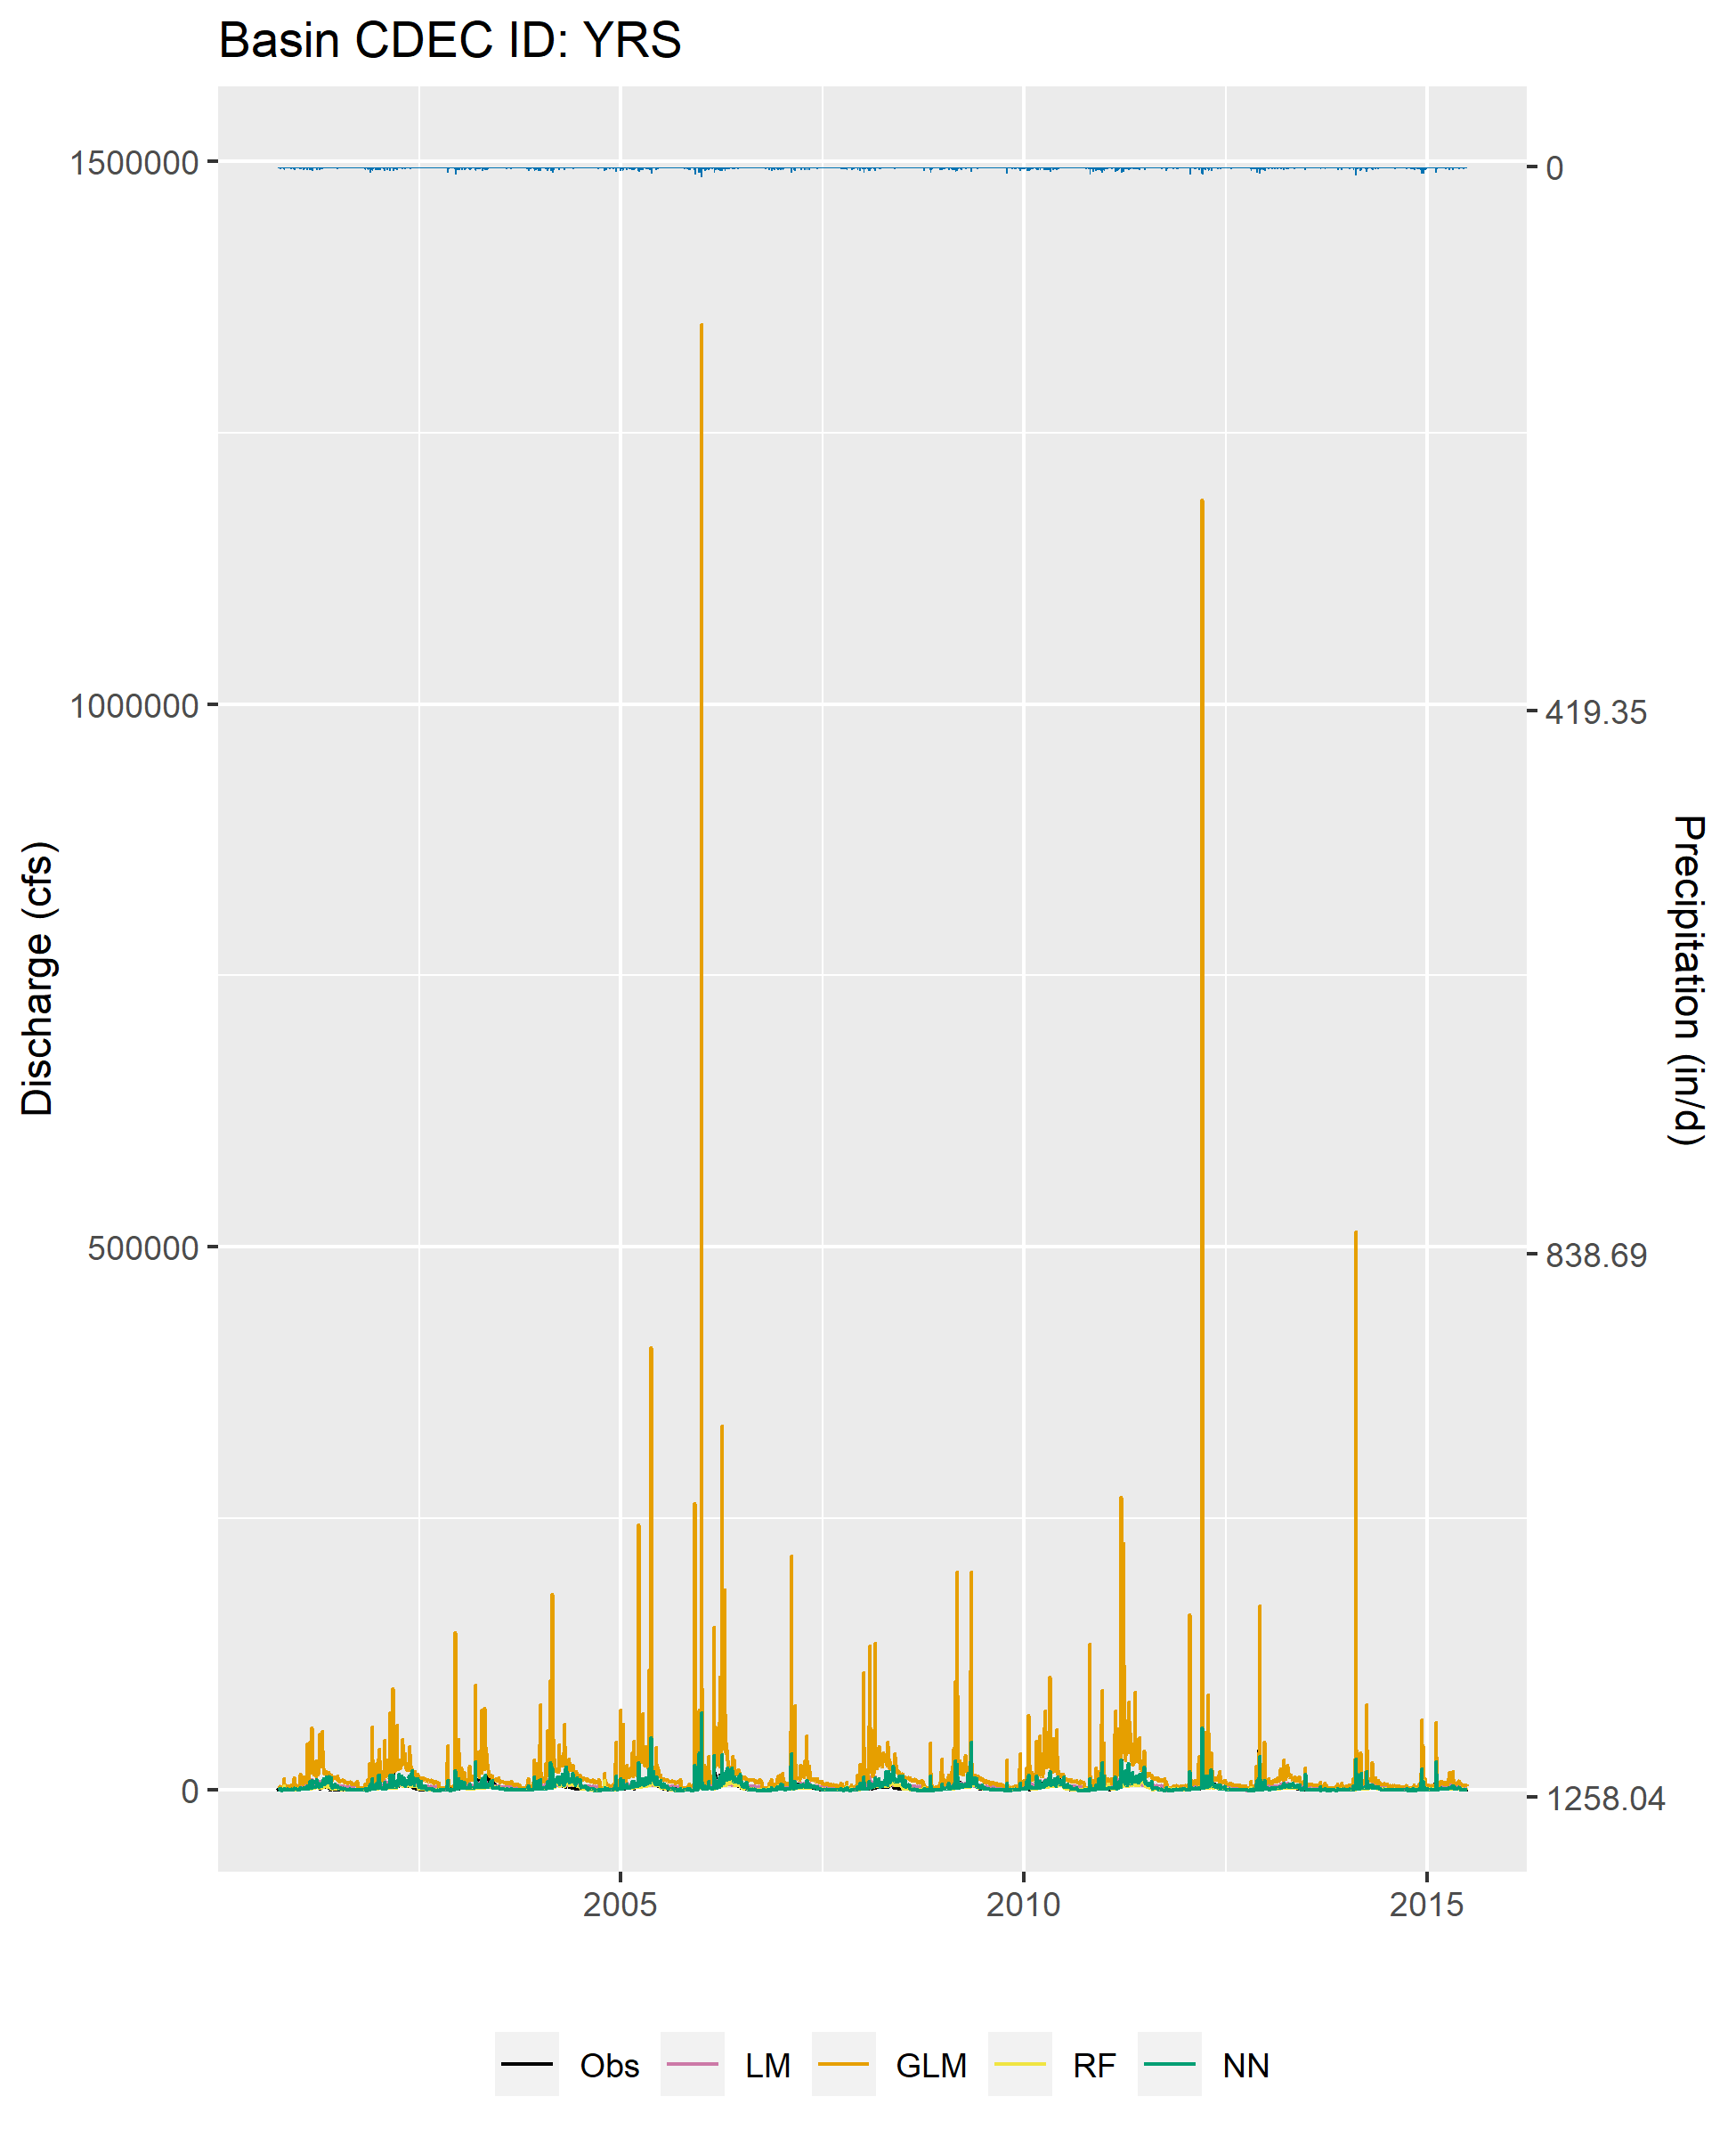 Basin CDEC ID: YRS
1500000
1000000
500000
0
Discharge (cfs)
0
419.35
838.69
1258.04
Precipitation (in/d)
2005 2010 2015
Obs LM GLM RF NN